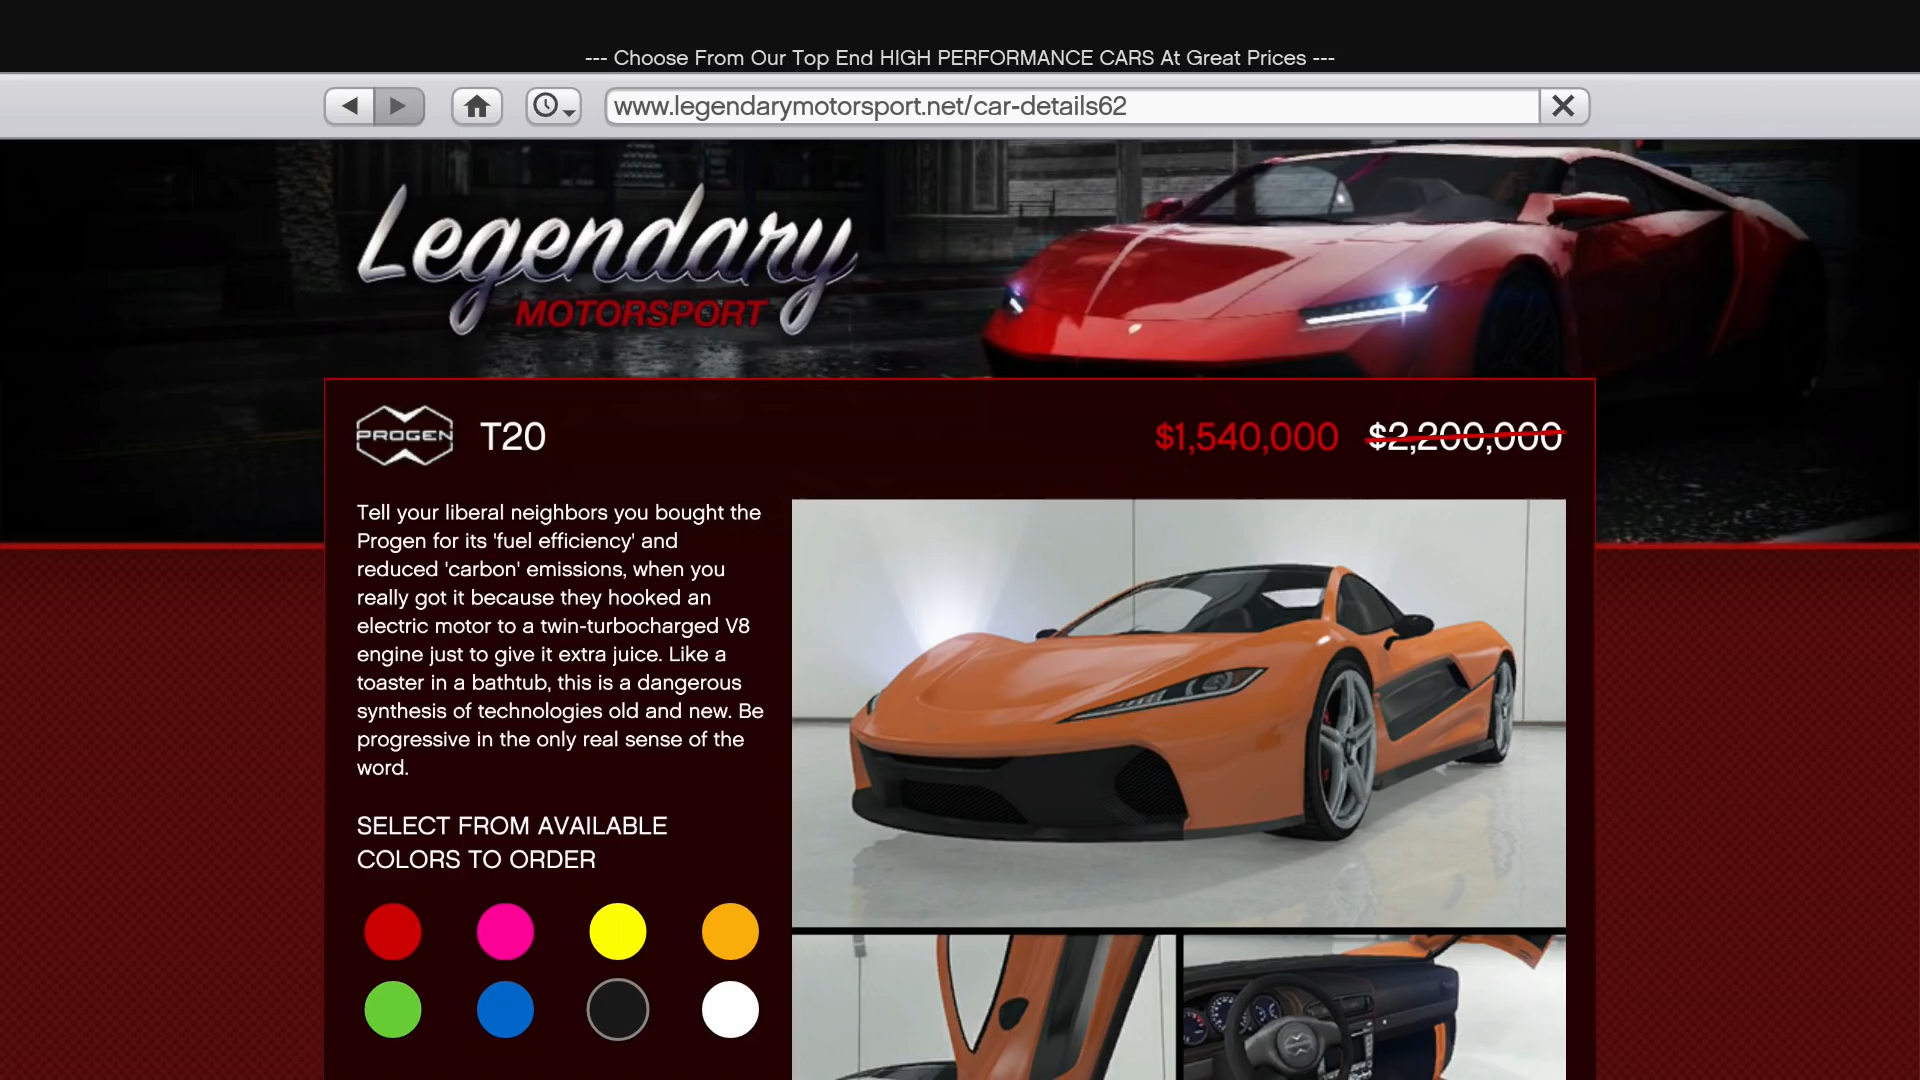 --- Choose From Our Top End HIGH PERFORMANCE CARS At Great Prices ---
www.legendarymotorsport.net/car-details62
Legendary
MOTORSPORT
PROGEN
T20
$1,540,000
$2,200,000
Tell your liberal neighbors you bought the
Progen for its 'fuel efficiency' and
reduced 'carbon' emissions, when you
really got it because they hooked an
electric motor to a twin-turbocharged V8
engine just to give it extra juice. Like a
toaster in a bathtub, this is a dangerous
synthesis of technologies old and new. Be
progressive in the only real sense of the
word.
SELECT FROM AVAILABLE
COLORS TO ORDER